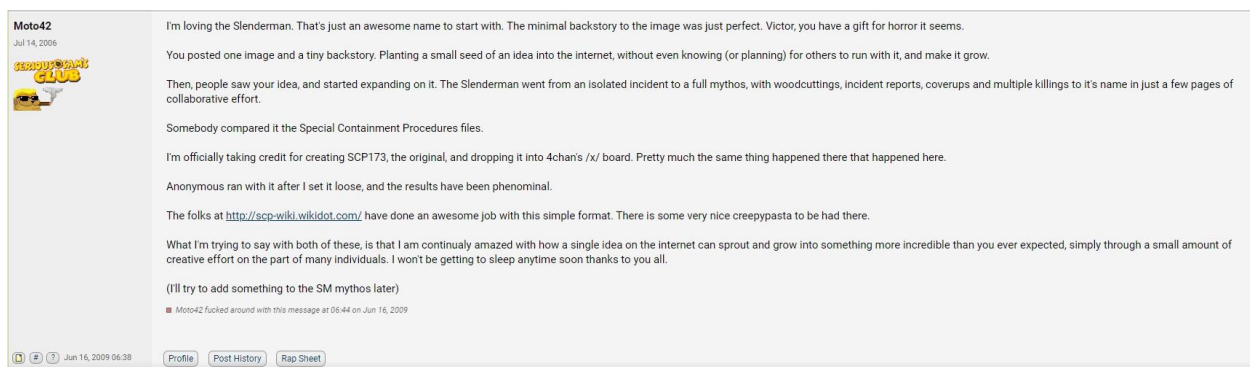 Moto42
Jul 14, 2006
SERIOUS SAM'S
CLUB
I'm loving the Slenderman. That's just an awesome name to start with. The minimal backstory to the image was just perfect. Victor, you have a gift for horror it seems.
You posted one image and a tiny backstory. Planting a small seed of an idea into the internet, without even knowing (or planning) for others to run with it, and make it grow.
Then, people saw your idea, and started expanding on it. The Slenderman went from an isolated incident to a full mythos, with woodcuttings, incident reports, coverups and multiple killings to it's name in just a few pages of
collaborative effort.
Somebody compared it the Special Containment Procedures files.
I'm officially taking credit for creating SCP173, the original, and dropping it into 4chan's /x/ board. Pretty much the same thing happened there that happened here.
Anonymous ran with it after I set it loose, and the results have been phenominal.
The folks at http://scp-wiki.wikidot.com/ have done an awesome job with this simple format. There is some very nice creepypasta to be had there.
What I'm trying to say with both of these, is that I am continualy amazed with how a single idea on the internet can sprout and grow into something more incredible than you ever expected, simply through a small amount of
creative effort on the part of many individuals. I won't be getting to sleep anytime soon thanks to you all.
(I'll try to add something to the SM mythos later)
Moto42 fucked around with this message at 06:44 on Jun 16, 2009
# ? Jun 16, 2009 06:38
Profile Post History Rap Sheet